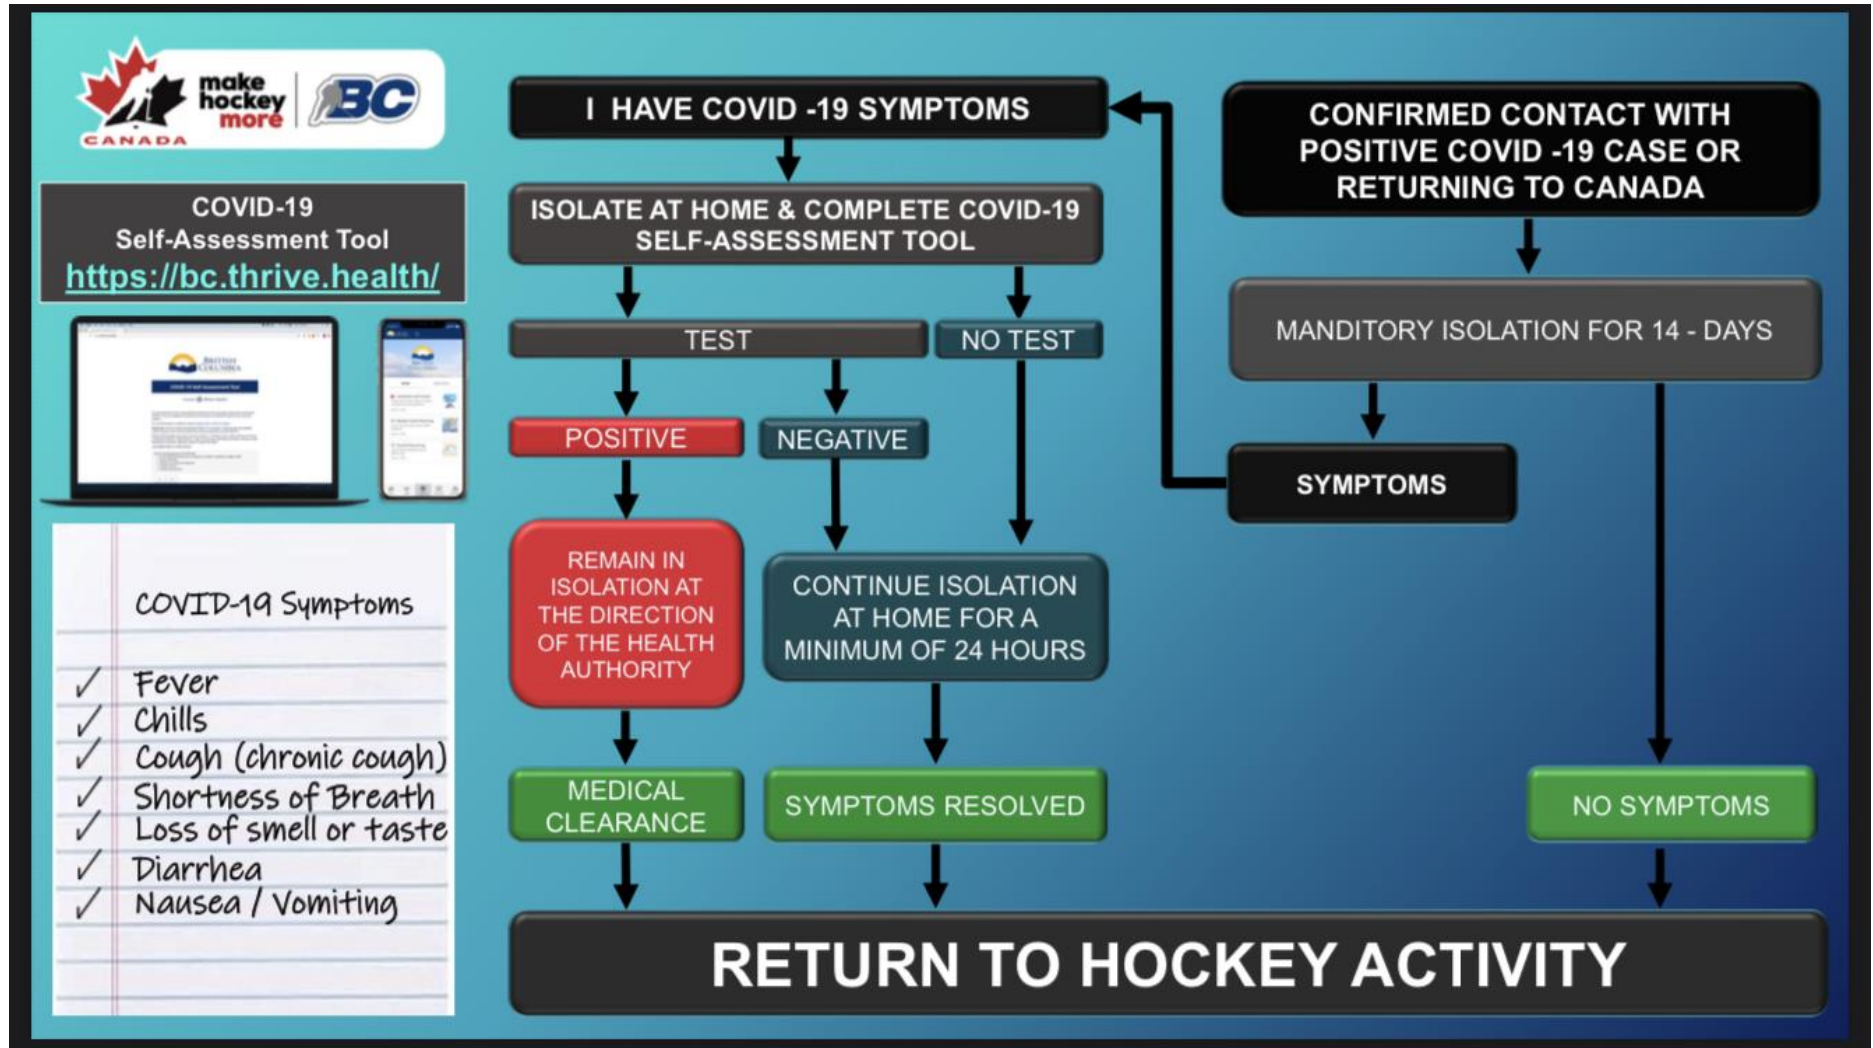 CANADA
make
hockey
more
BC
COVID-19
Self-Assessment Tool
https://bc.thrive.health/
BRITISH
COLUMBIA
COVID-19 Symptoms
✓ Fever
✓ Chills
✓ Cough (chronic cough)
✓ Shortness of Breath
✓ Loss of smell or taste
✓ Diarrhea
✓ Nausea / Vomiting
I HAVE COVID -19 SYMPTOMS
ISOLATE AT HOME & COMPLETE COVID-19
SELF-ASSESSMENT TOOL
TEST
NO TEST
POSITIVE
NEGATIVE
REMAIN IN
ISOLATION AT
THE DIRECTION
OF THE HEALTH
AUTHORITY
CONTINUE ISOLATION
AT HOME FOR A
MINIMUM OF 24 HOURS
MEDICAL
CLEARANCE
SYMPTOMS RESOLVED
CONFIRMED CONTACT WITH
POSITIVE COVID -19 CASE OR
RETURNING TO CANADA
MANDITORY ISOLATION FOR 14 - DAYS
SYMPTOMS
NO SYMPTOMS
RETURN TO HOCKEY ACTIVITY